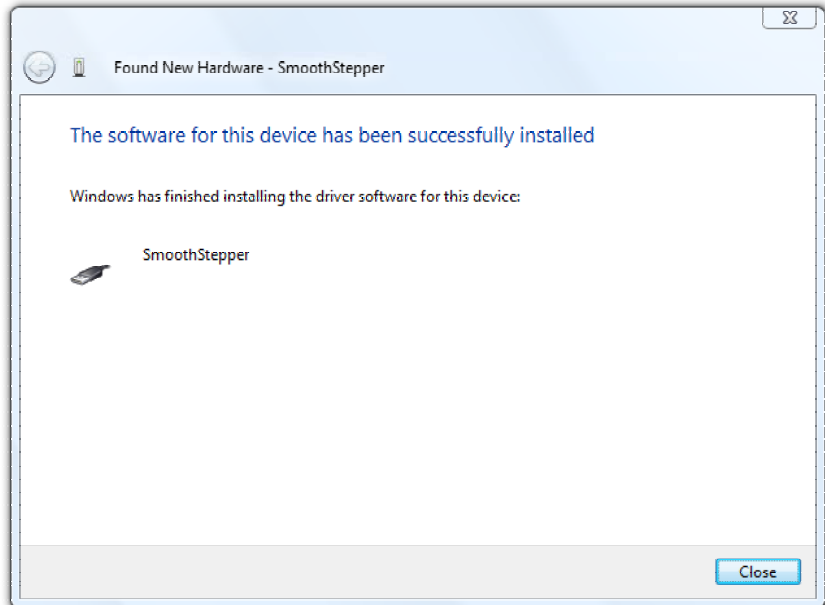 Found New Hardware - SmoothStepper
The software for this device has been successfully installed
Windows has finished installing the driver software for this device:
SmoothStepper
Close